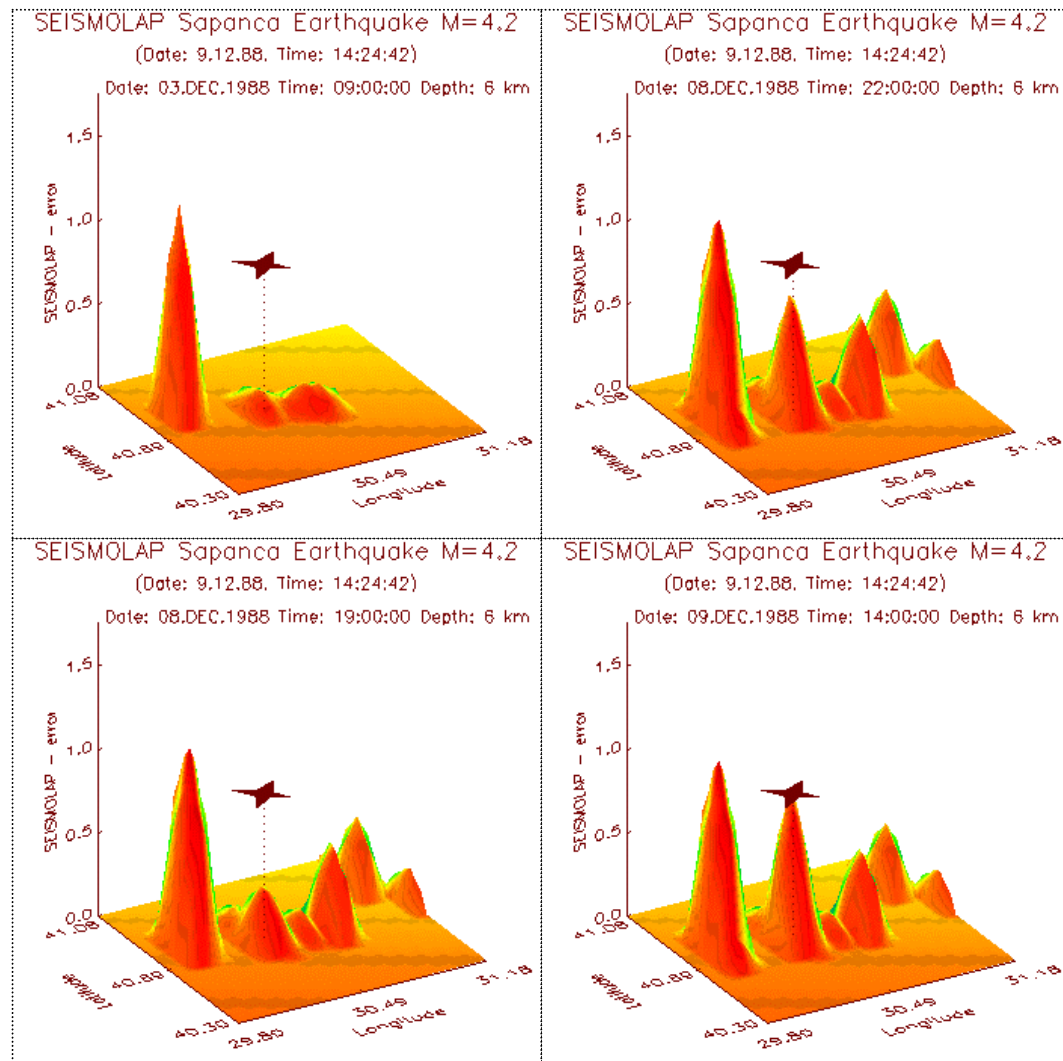 SEISMOLAP Sapanca Earthquake M=4.2
(Date: 9.12.88. Time: 14:24:42)
Date: 03.DEC.1988 Time: 09:00:00 Depth: 6 km
1.5
1.0
0.5
0.0
SEISMOLAP - error
41.08
40.80
40.30
Latitude
29.80
30.49
31.18
Longitude
SEISMOLAP Sapanca Earthquake M=4.2
(Date: 9.12.88. Time: 14:24:42)
Date: 08.DEC.1988 Time: 22:00:00 Depth: 6 km
1.5
1.0
0.5
0.0
SEISMOLAP - error
41.08
40.80
40.30
Latitude
29.80
30.49
31.18
Longitude
SEISMOLAP Sapanca Earthquake M=4.2
(Date: 9.12.88. Time: 14:24:42)
Date: 08.DEC.1988 Time: 19:00:00 Depth: 6 km
1.5
1.0
0.5
0.0
SEISMOLAP - error
41.08
40.80
40.30
Latitude
29.80
30.49
31.18
Longitude
SEISMOLAP Sapanca Earthquake M=4.2
(Date: 9.12.88. Time: 14:24:42)
Date: 09.DEC.1988 Time: 14:00:00 Depth: 6 km
1.5
1.0
0.5
0.0
SEISMOLAP - error
41.08
40.80
40.30
Latitude
29.80
30.49
31.18
Longitude